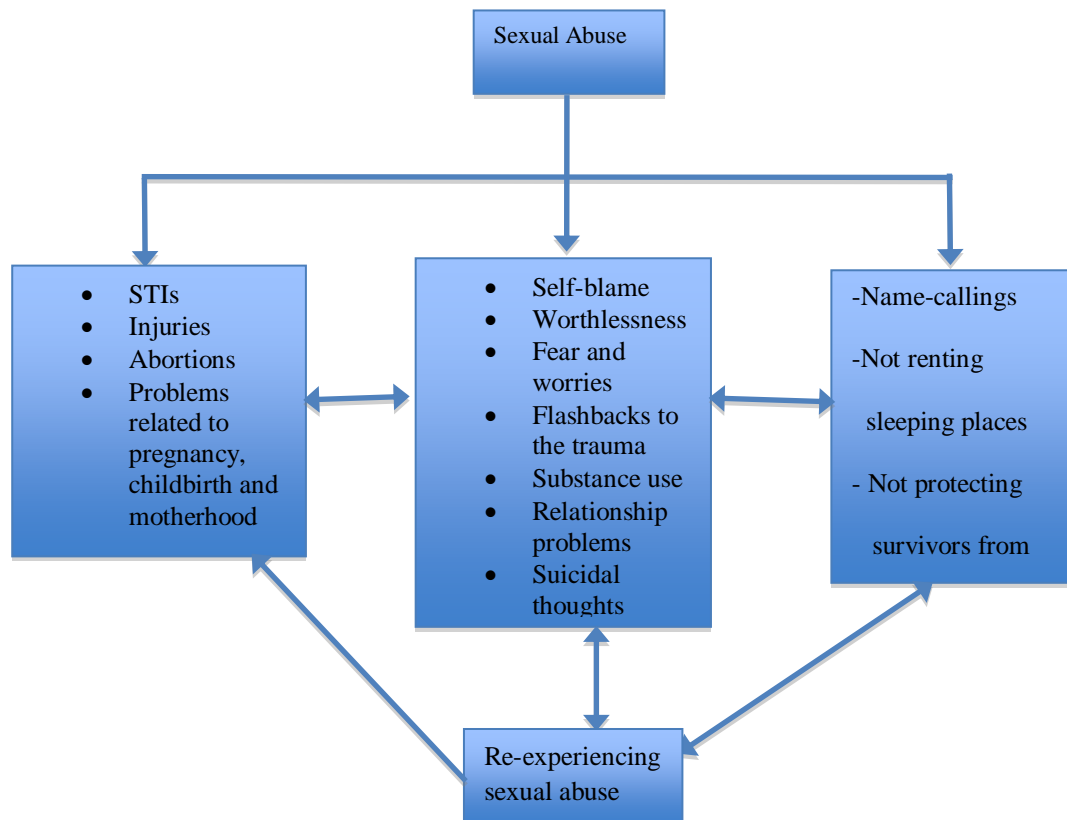 Sexual Abuse
• STIs
• Injuries
• Abortions
• Problems
related to
pregnancy,
childbirth and
motherhood
• Self-blame
• Worthlessness
• Fear and
worries
• Flashbacks to
the trauma
• Substance use
• Relationship
problems
• Suicidal
thoughts
-Name-callings
-Not renting
sleeping places
- Not protecting
survivors from
Re-experiencing
sexual abuse